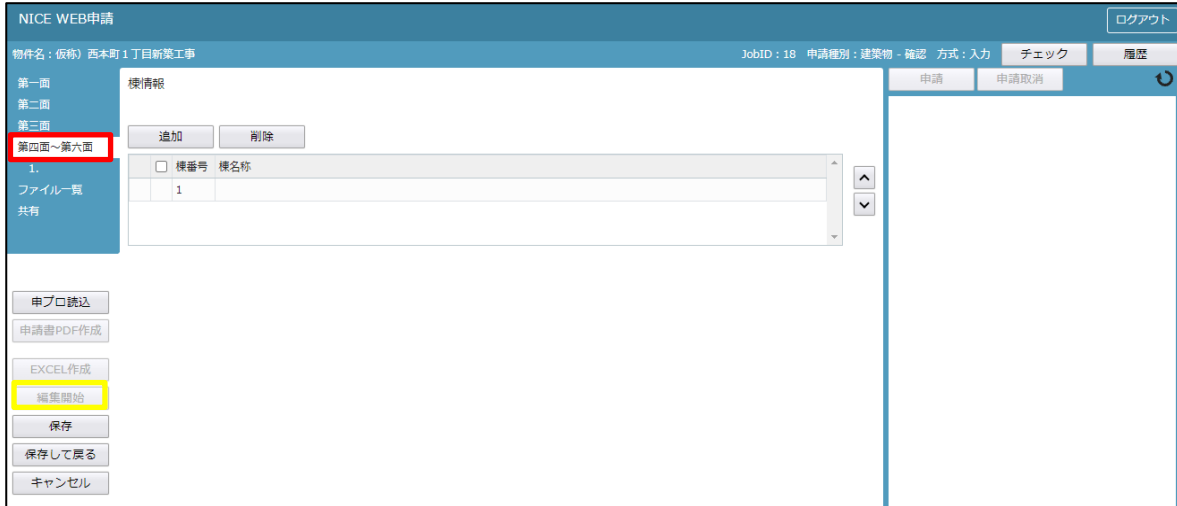 NICE WEB申請
ログアウト
物件名：仮称）西本町１丁目新築工事
JobID：18 申請種別：建築物 - 確認 方式：入力
チェック
履歴
第一面
第二面
第三面
第四面～第六面
1.
ファイル一覧
共有
棟情報
追加
削除
棟番号 棟名称
1
申請
申請取消
申プロ読込
申請書PDF作成
EXCEL作成
編集開始
保存
保存して戻る
キャンセル